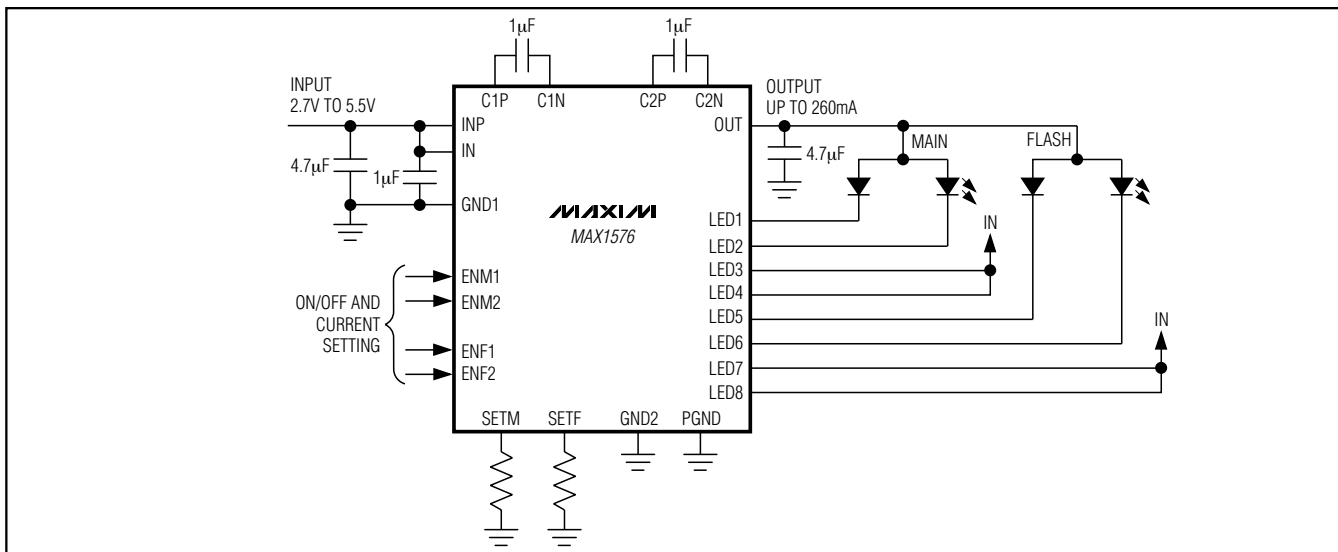 1µF
1µF
INPUT
2.7V TO 5.5V
OUTPUT
UP TO 260mA
C1P
C1N
C2P
C2N
INP
OUT
IN
MAIN
FLASH
4.7µF
1µF
4.7µF
GND1
MAXIM
MAX1576
LED1
LED2
IN
LED3
LED4
LED5
LED6
IN
LED7
LED8
ENM1
ENM2
ON/OFF AND
CURRENT
SETTING
ENF1
ENF2
SETM
SETF
GND2
PGND